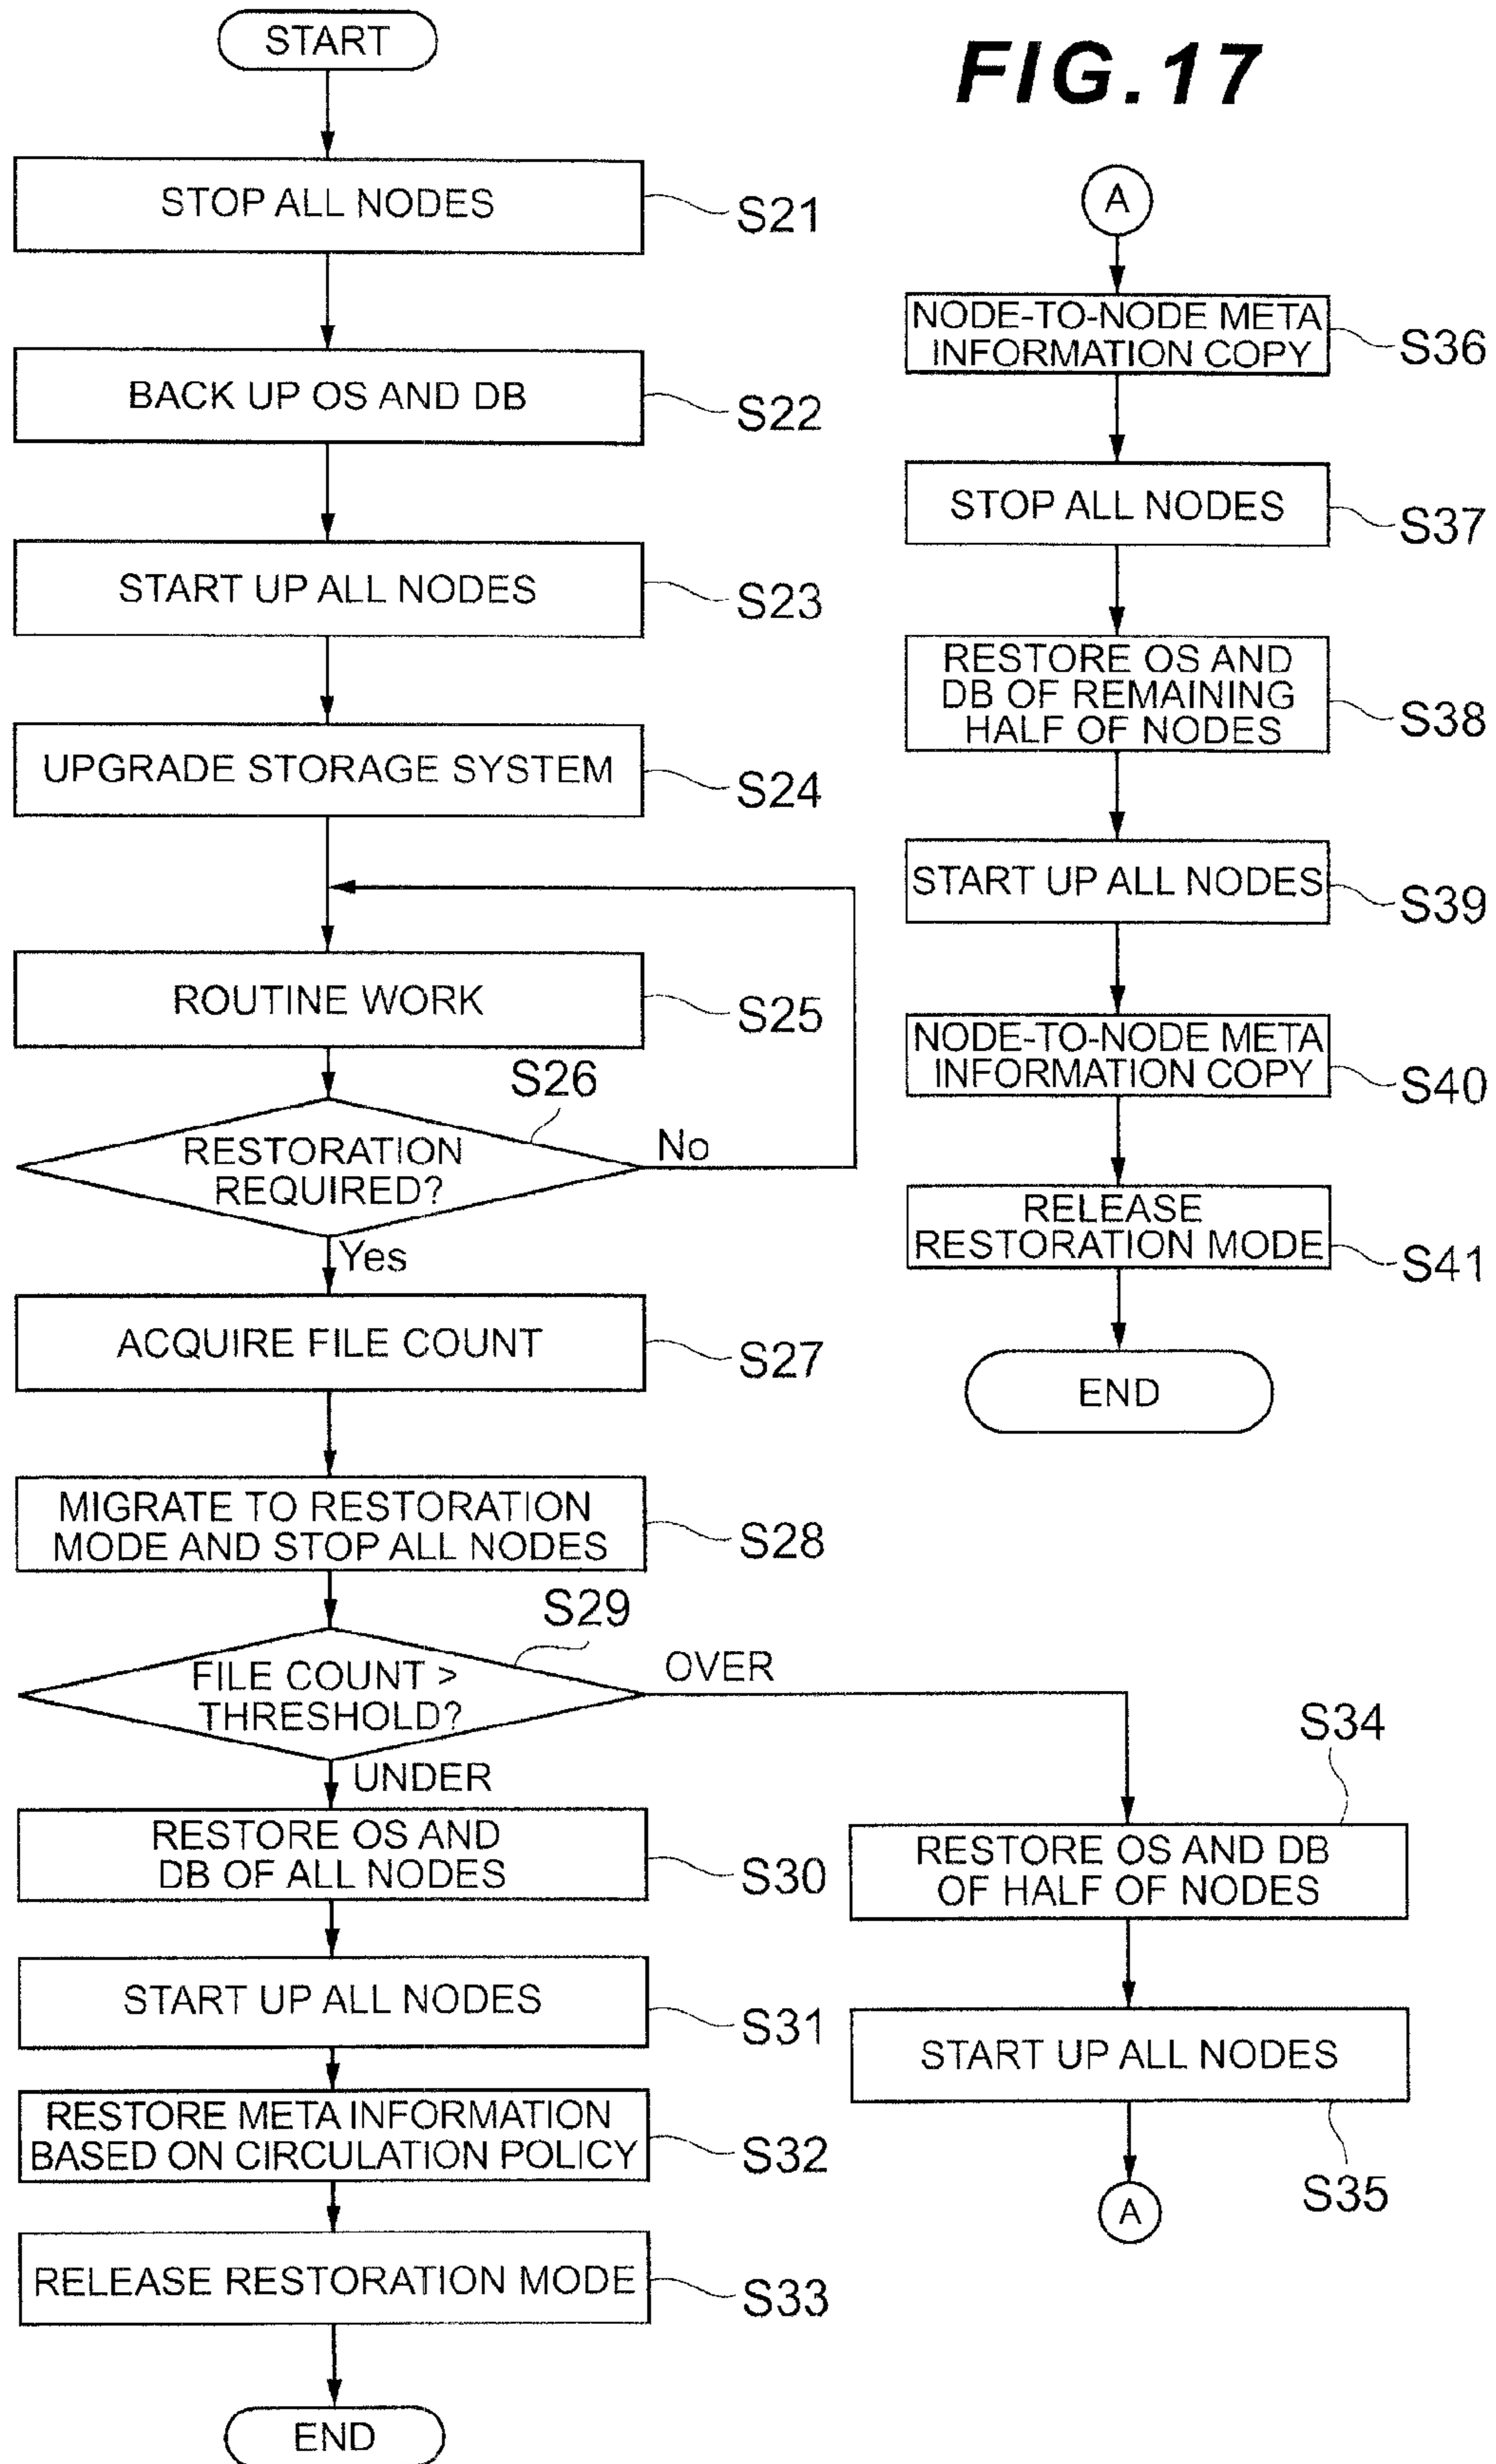 FIG.17
START
STOP ALL NODES
S21
BACK UP OS AND DB
S22
START UP ALL NODES
S23
UPGRADE STORAGE SYSTEM
S24
ROUTINE WORK
S25
S26
RESTORATION
REQUIRED?
No
Yes
ACQUIRE FILE COUNT
S27
MIGRATE TO RESTORATION
MODE AND STOP ALL NODES
S28
S29
FILE COUNT >
THRESHOLD?
OVER
UNDER
RESTORE OS AND
DB OF ALL NODES
S30
START UP ALL NODES
S31
RESTORE META INFORMATION
BASED ON CIRCULATION POLICY
S32
RELEASE RESTORATION MODE
S33
END
S34
RESTORE OS AND DB
OF HALF OF NODES
START UP ALL NODES
S35
A
A
NODE-TO-NODE META
INFORMATION COPY
S36
STOP ALL NODES
S37
RESTORE OS AND
DB OF REMAINING
HALF OF NODES
S38
START UP ALL NODES
S39
NODE-TO-NODE META
INFORMATION COPY
S40
RELEASE
RESTORATION MODE
S41
END